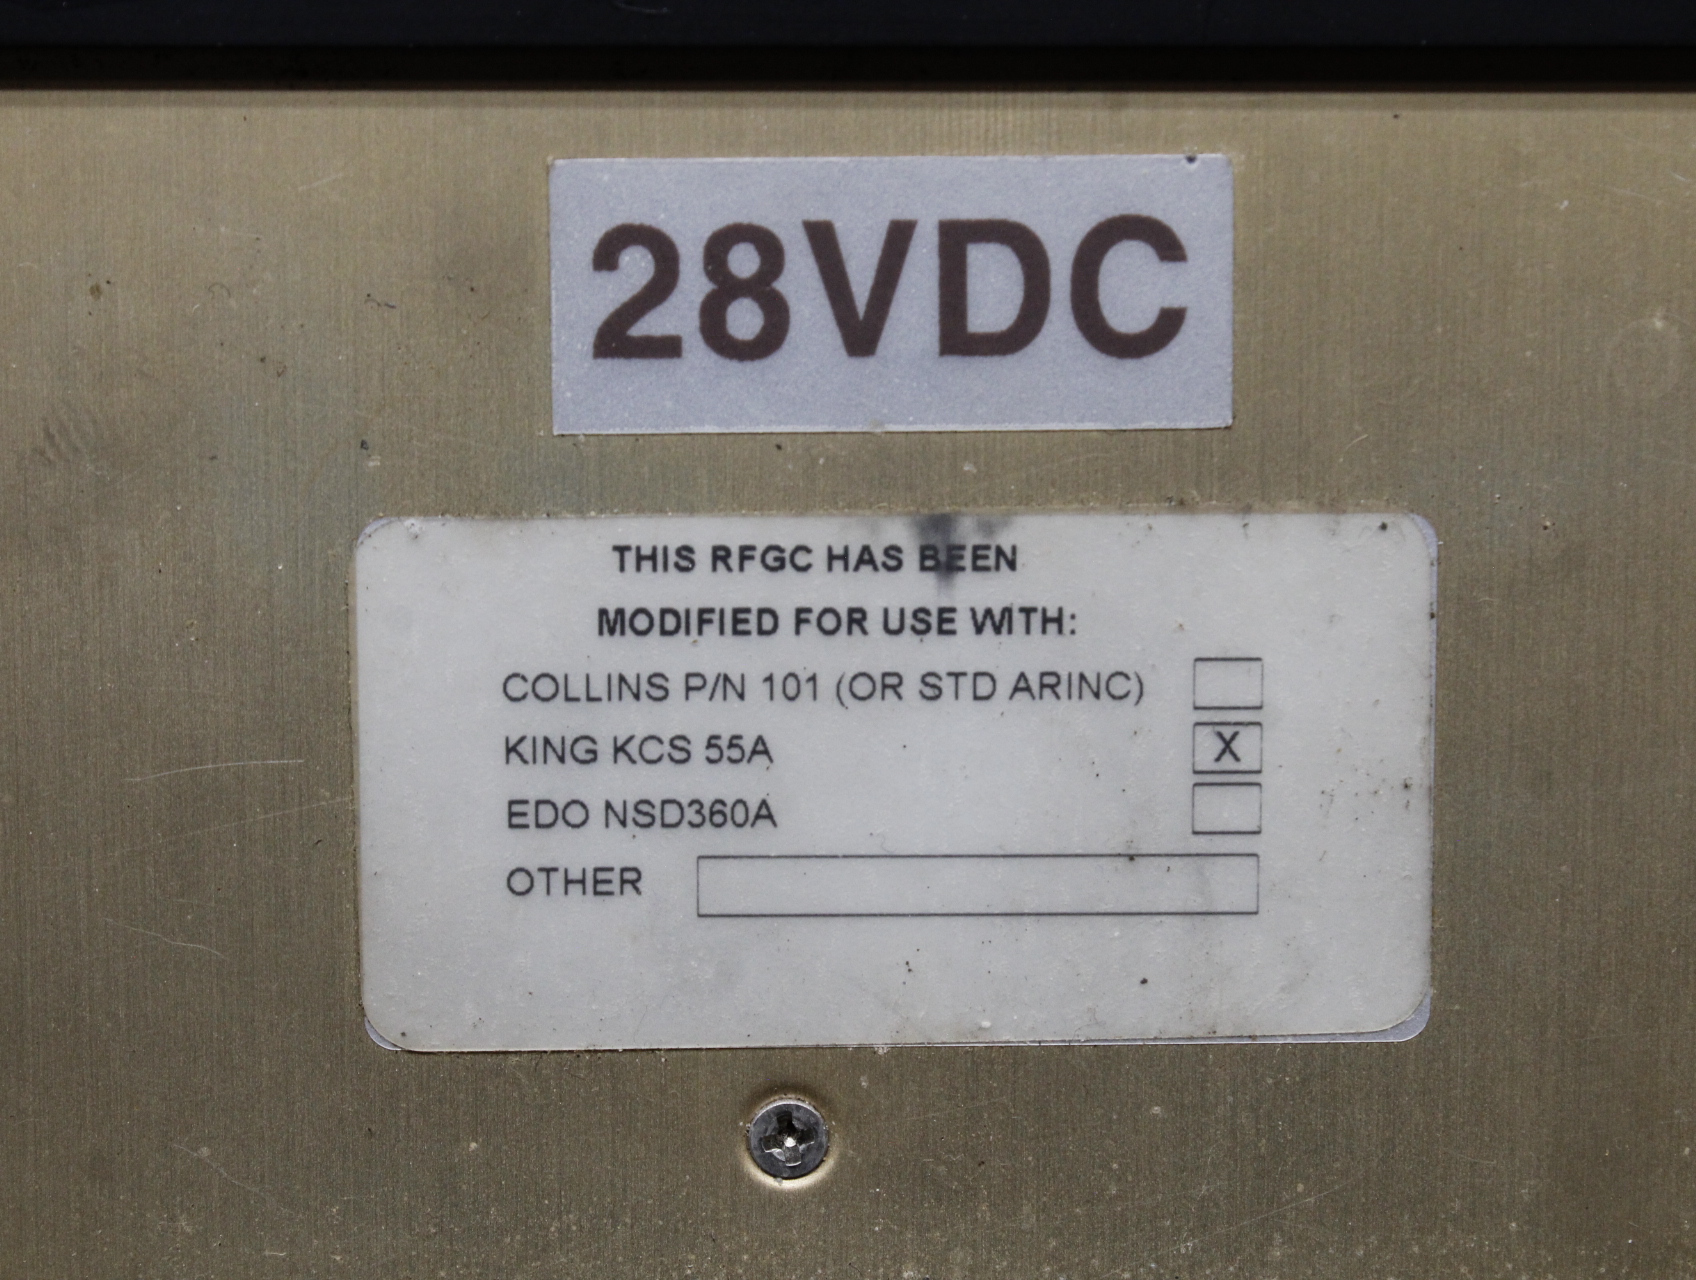 28VDC
THIS RFGC HAS BEEN
MODIFIED FOR USE WITH:
COLLINS P/N 101 (OR STD ARINC)
KING KCS 55A X
EDO NSD360A
OTHER